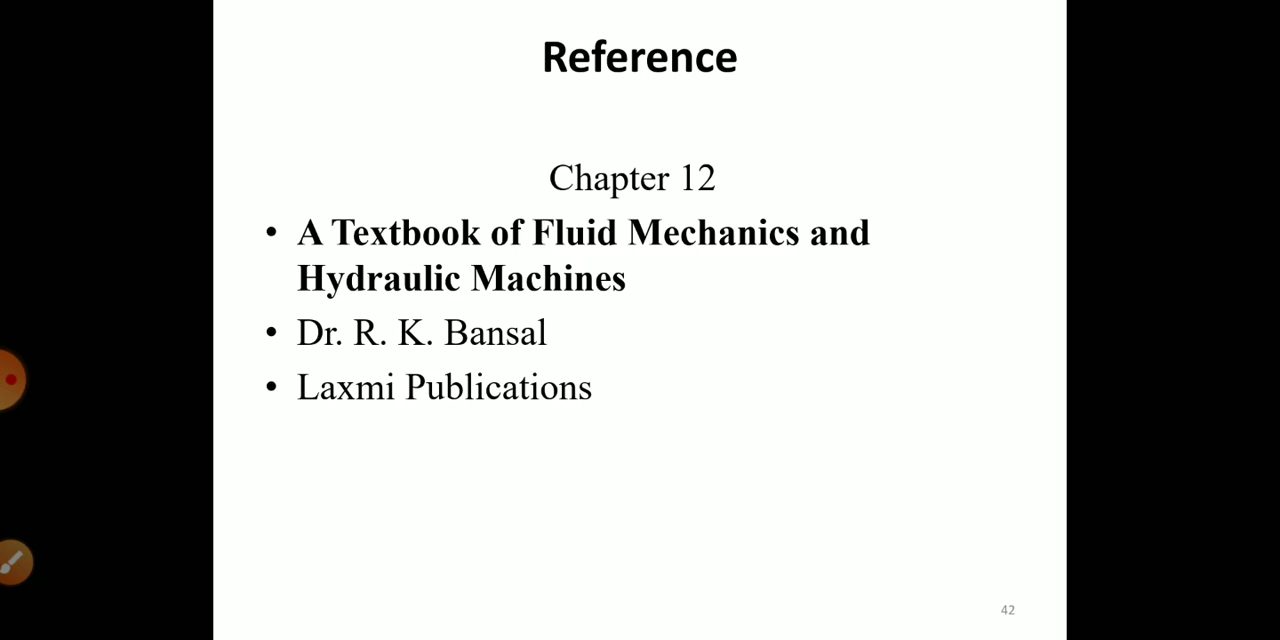 Reference
Chapter 12
• A Textbook of Fluid Mechanics and
Hydraulic Machines
• Dr. R. K. Bansal
• Laxmi Publications
42